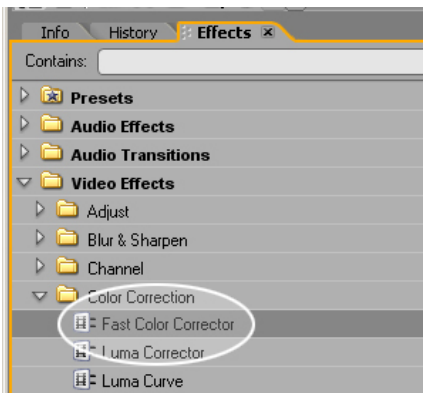 Info History Effects
Contains:
Presets
Audio Effects
Audio Transitions
Video Effects
Adjust
Blur & Sharpen
Channel
Color Correction
Fast Color Corrector
Luma Corrector
Luma Curve